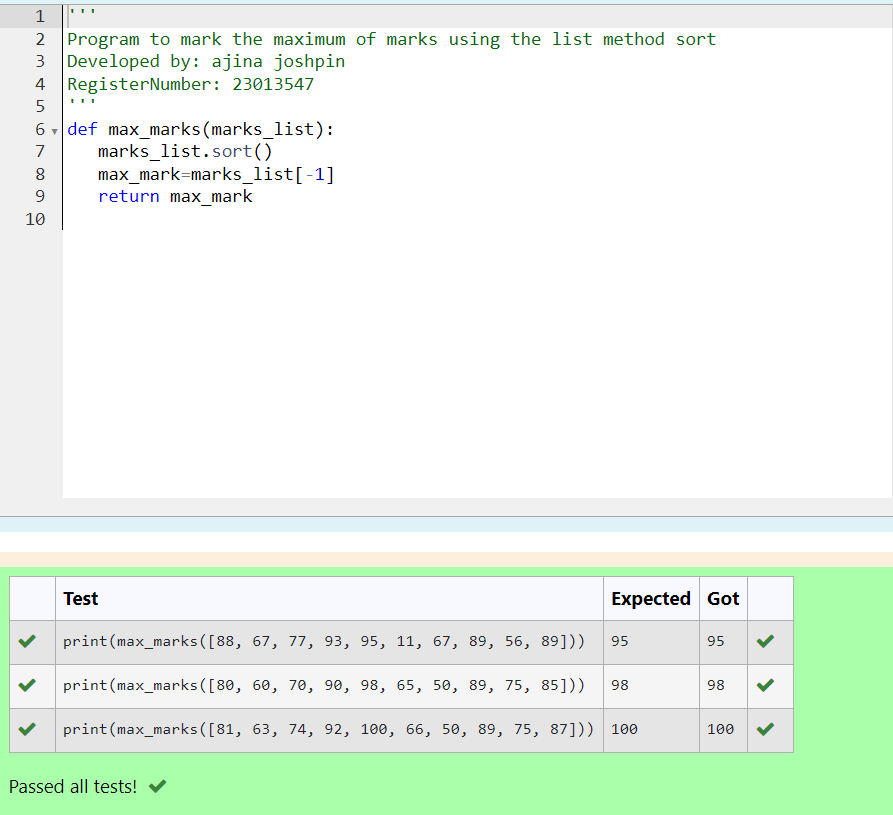 1 '''
2 Program to mark the maximum of marks using the list method sort
3 Developed by: ajina joshpin
4 RegisterNumber: 23013547
5 '''
6 def max_marks(marks_list):
7    marks_list.sort()
8    max_mark=marks_list[-1]
9    return max_mark
10
Test Expected Got
print(max_marks([88, 67, 77, 93, 95, 11, 67, 89, 56, 89])) 95 95
print(max_marks([80, 60, 70, 90, 98, 65, 50, 89, 75, 85])) 98 98
print(max_marks([81, 63, 74, 92, 100, 66, 50, 89, 75, 87])) 100 100
Passed all tests!